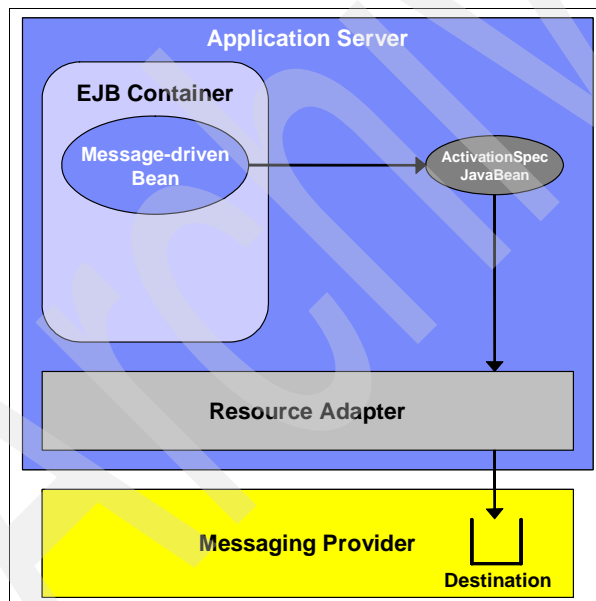 Application Server
EJB Container
Message-driven
Bean
ActivationSpec
JavaBean
Resource Adapter
Messaging Provider
Destination